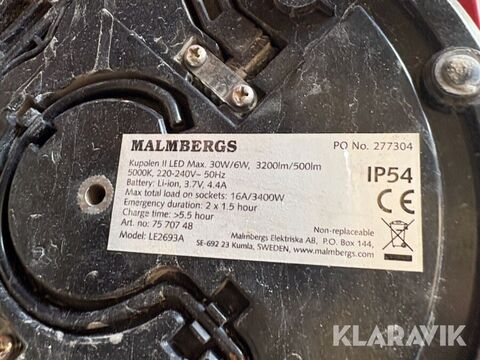 MALMBERGS
PO No. 277304
Kupolen II LED Max. 30W/6W, 3200lm/500lm
5000K, 220-240V~ 50Hz
Battery: Li-ion, 3.7V, 4.4A
Max total load on sockets: 16A/3400W
Emergency duration: 2 x 1.5 hour
Charge time: >5.5 hour
Art. no: 75 707 48
Model: LE2693A
IP54
CE
Non-replaceable
Malmbergs Elektriska AB, P.O. Box 144,
SE-692 23 Kumla, SWEDEN, www.malmbergs.com
KLARAVIK